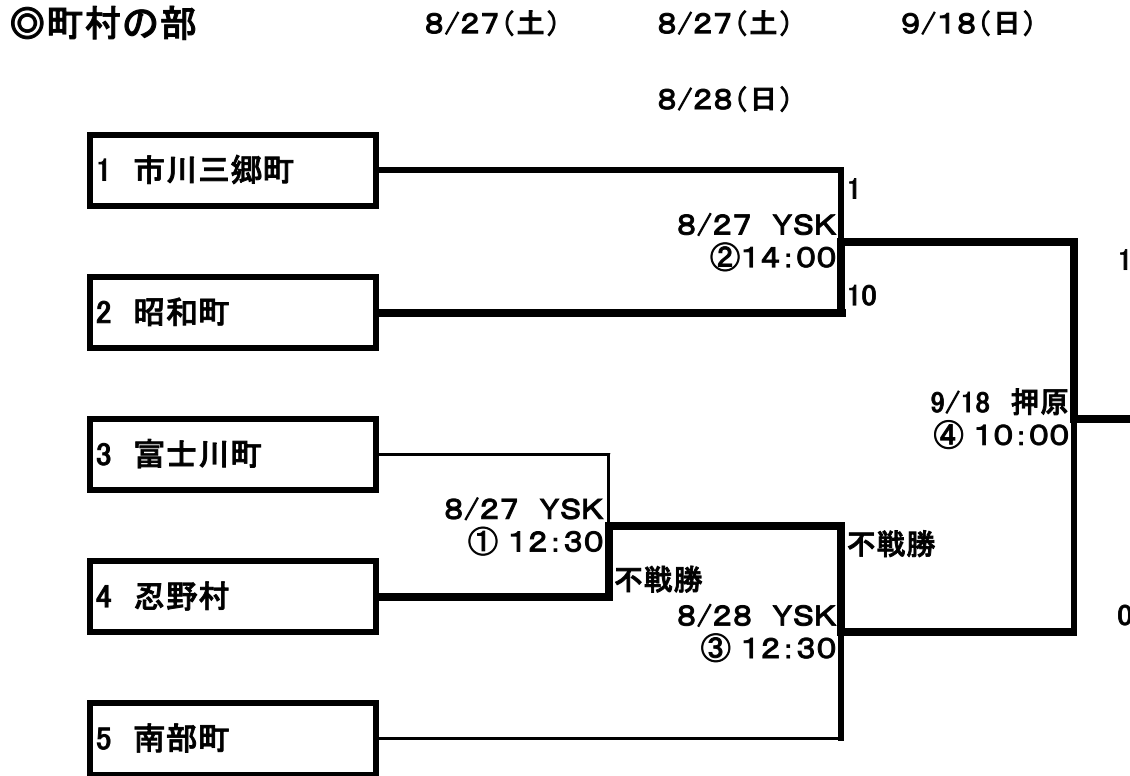 ◎町村の部 8/27(土) 8/27(土) 9/18(日)
8/28(日)
1 市川三郷町
1
8/27 YSK
②14:00
1
10
2 昭和町
9/18 押原
④ 10:00
3 富士川町
8/27 YSK
① 12:30
不戦勝
不戦勝
4 忍野村
8/28 YSK
③ 12:30
0
5 南部町